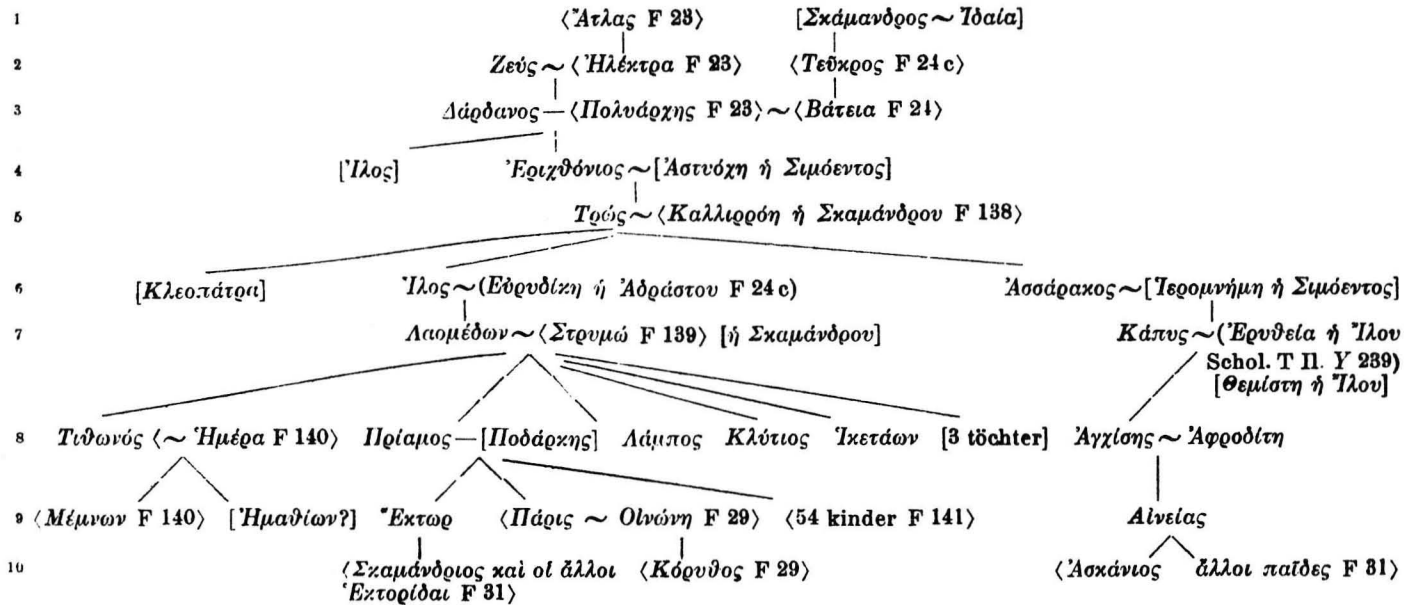 1 ⟨Ἄτλας F 23⟩ [Σκάμανδρος ~ Ἰδαία]
2 Ζεύς ~ ⟨Ἠλέκτρα F 23⟩ ⟨Τεῦκρος F 24 c⟩
3 Δάρδανος — ⟨Πολυάρχης F 23⟩ ~ ⟨Βάτεια F 24⟩
4 [Ἶλος] Ἐριχθόνιος ~ [Ἀστυόχη ἡ Σιμόεντος]
5 Τρώς ~ ⟨Καλλιρρόη ἡ Σκαμάνδρου F 138⟩
6 [Κλεοπάτρα] Ἶλος ~ (Εὐρυδίκη ἡ Ἀδράστου F 24 c) Ἀσσάρακος ~ [Ἱερομνήμη ἡ Σιμόεντος]
7 Λαομέδων ~ ⟨Στρυμώ F 139⟩ [ἡ Σκαμάνδρου] Κάπυς ~ (Ἐρυθεία ἡ Ἴλου
Schol. T Il. Υ 239)
[Θεμίστη ἡ Ἴλου]
8 Τιθωνός ⟨~ Ἡμέρα F 140⟩ Πρίαμος — [Ποδάρκης] Λάμπος Κλύτιος Ἱκετάων [3 töchter] Ἀγχίσης ~ Ἀφροδίτη
9 ⟨Μέμνων F 140⟩ [Ἠμαθίων?] Ἕκτωρ ⟨Πάρις ~ Οἰνώνη F 29⟩ ⟨54 kinder F 141⟩ Αἰνείας
10 ⟨Σκαμάνδριος καὶ οἱ ἄλλοι ⟨Κόρυθος F 29⟩ ⟨Ἀσκάνιος ἄλλοι παῖδες F 31⟩
Ἑκτορίδαι F 31⟩